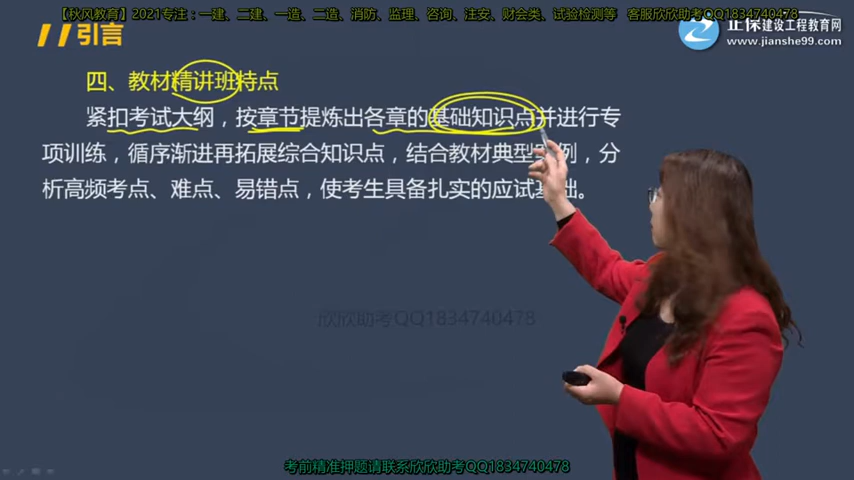 【秋风教育】2021专注：一建、二建、一造、二造、消防、监理、咨询、注安、财会类、试验检测等 客服欣欣助考QQ1834740478
引言
正保建设工程教育网
www.jianshe99.com
四、教材精讲班特点
紧扣考试大纲，按章节提炼出各章的基础知识点并进行专
项训练，循序渐进再拓展综合知识点，结合教材典型案例，分
析高频考点、难点、易错点，使考生具备扎实的应试基础。
欣欣助考QQ1834740478
考前精准押题请联系欣欣助考QQ1834740478